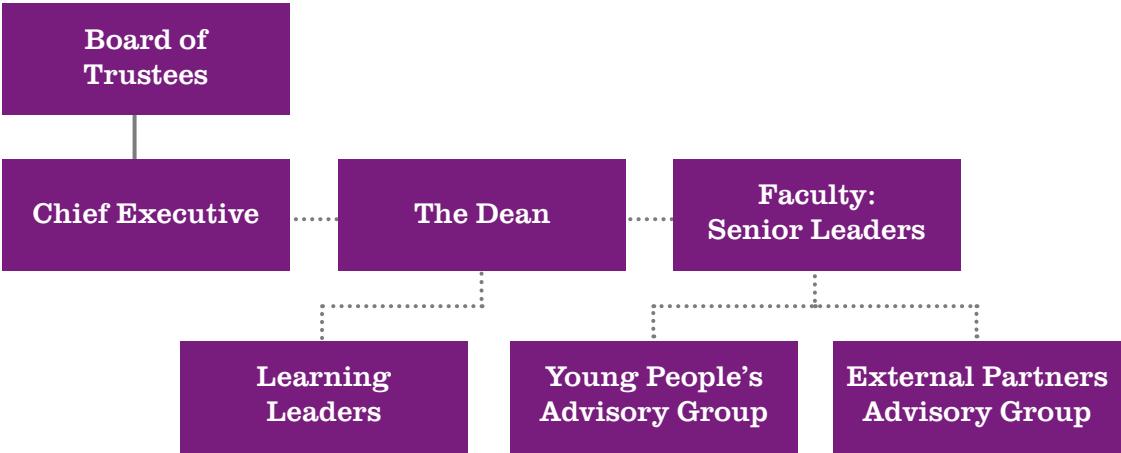 Board of
Trustees
Chief Executive
The Dean
Faculty:
Senior Leaders
Learning
Leaders
Young People’s
Advisory Group
External Partners
Advisory Group